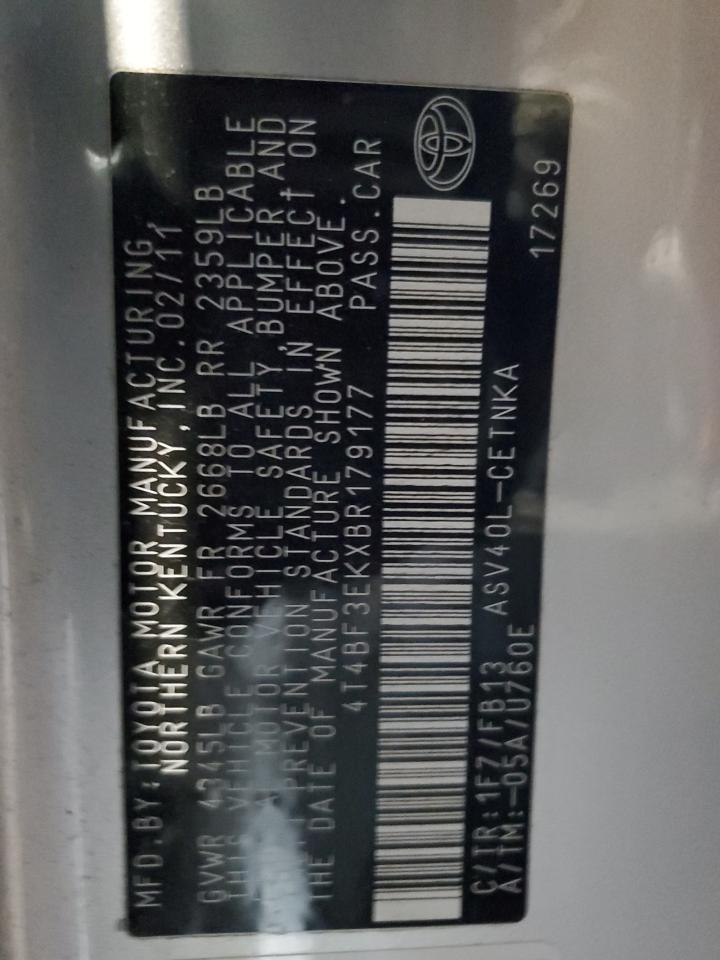 MFD.BY:TOYOTA MOTOR MANUFACTURING,
NORTHERN KENTUCKY,INC.02/11
GVWR 4345LB GAWR FR 2668LB RR 2359LB
THIS VEHICLE CONFORMS TO ALL APPLICABLE
MOTOR VEHICLE SAFETY, BUMPER, AND
PREVENTION STANDARDS IN EFFECT ON
THE DATE OF MANUFACTURE SHOWN ABOVE.
4T4BF3EKXBR179177 PASS.CAR
C/TR:1F7/FB13 ASV40L-CETNKA
A/TM:-05A/U760E 17269